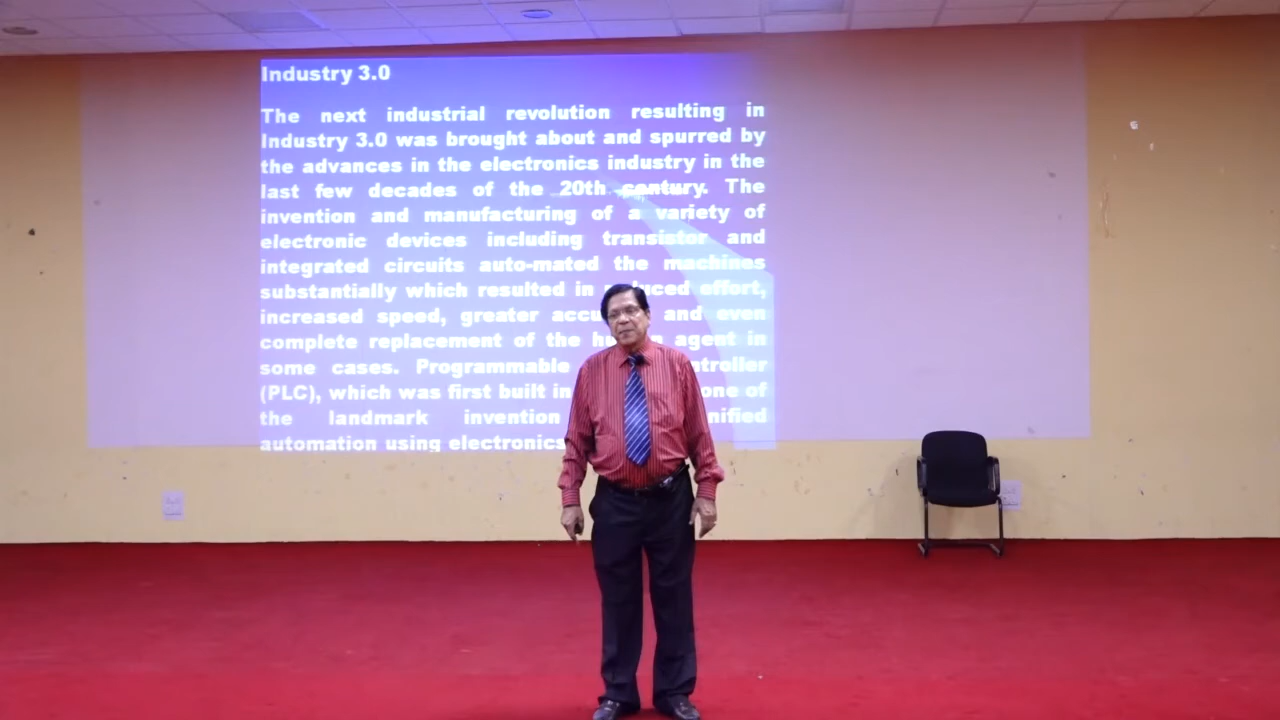 Industry 3.0
The next industrial revolution resulting in
Industry 3.0 was brought about and spurred by
the advances in the electronics industry in the
last few decades of the 20th century. The
invention and manufacturing of a variety of
electronic devices including transistor and
integrated circuits auto-mated the machines
substantially which resulted in reduced effort,
increased speed, greater and even
complete replacement of the human agent in
some cases. Programmable
(PLC), which was first built in one of
the landmark invention
automation using electronics